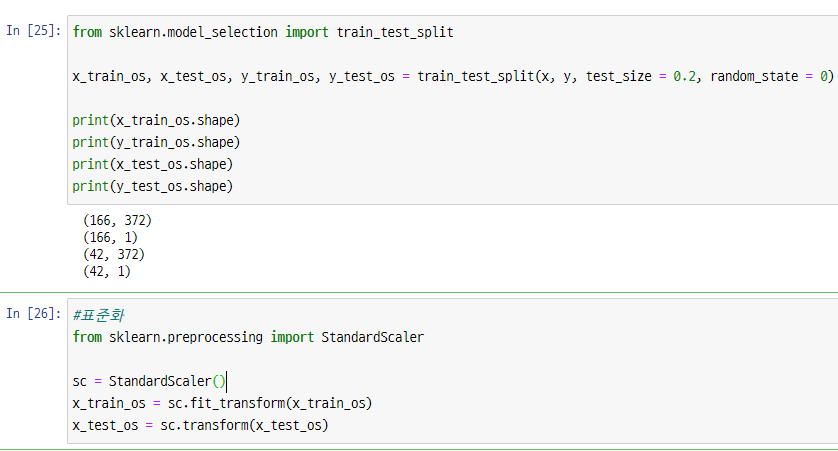 In [25]: from sklearn.model_selection import train_test_split
x_train_os, x_test_os, y_train_os, y_test_os = train_test_split(x, y, test_size = 0.2, random_state = 0)
print(x_train_os.shape)
print(y_train_os.shape)
print(x_test_os.shape)
print(y_test_os.shape)
(166, 372)
(166, 1)
(42, 372)
(42, 1)
In [26]: #표준화
from sklearn.preprocessing import StandardScaler
sc = StandardScaler()
x_train_os = sc.fit_transform(x_train_os)
x_test_os = sc.transform(x_test_os)